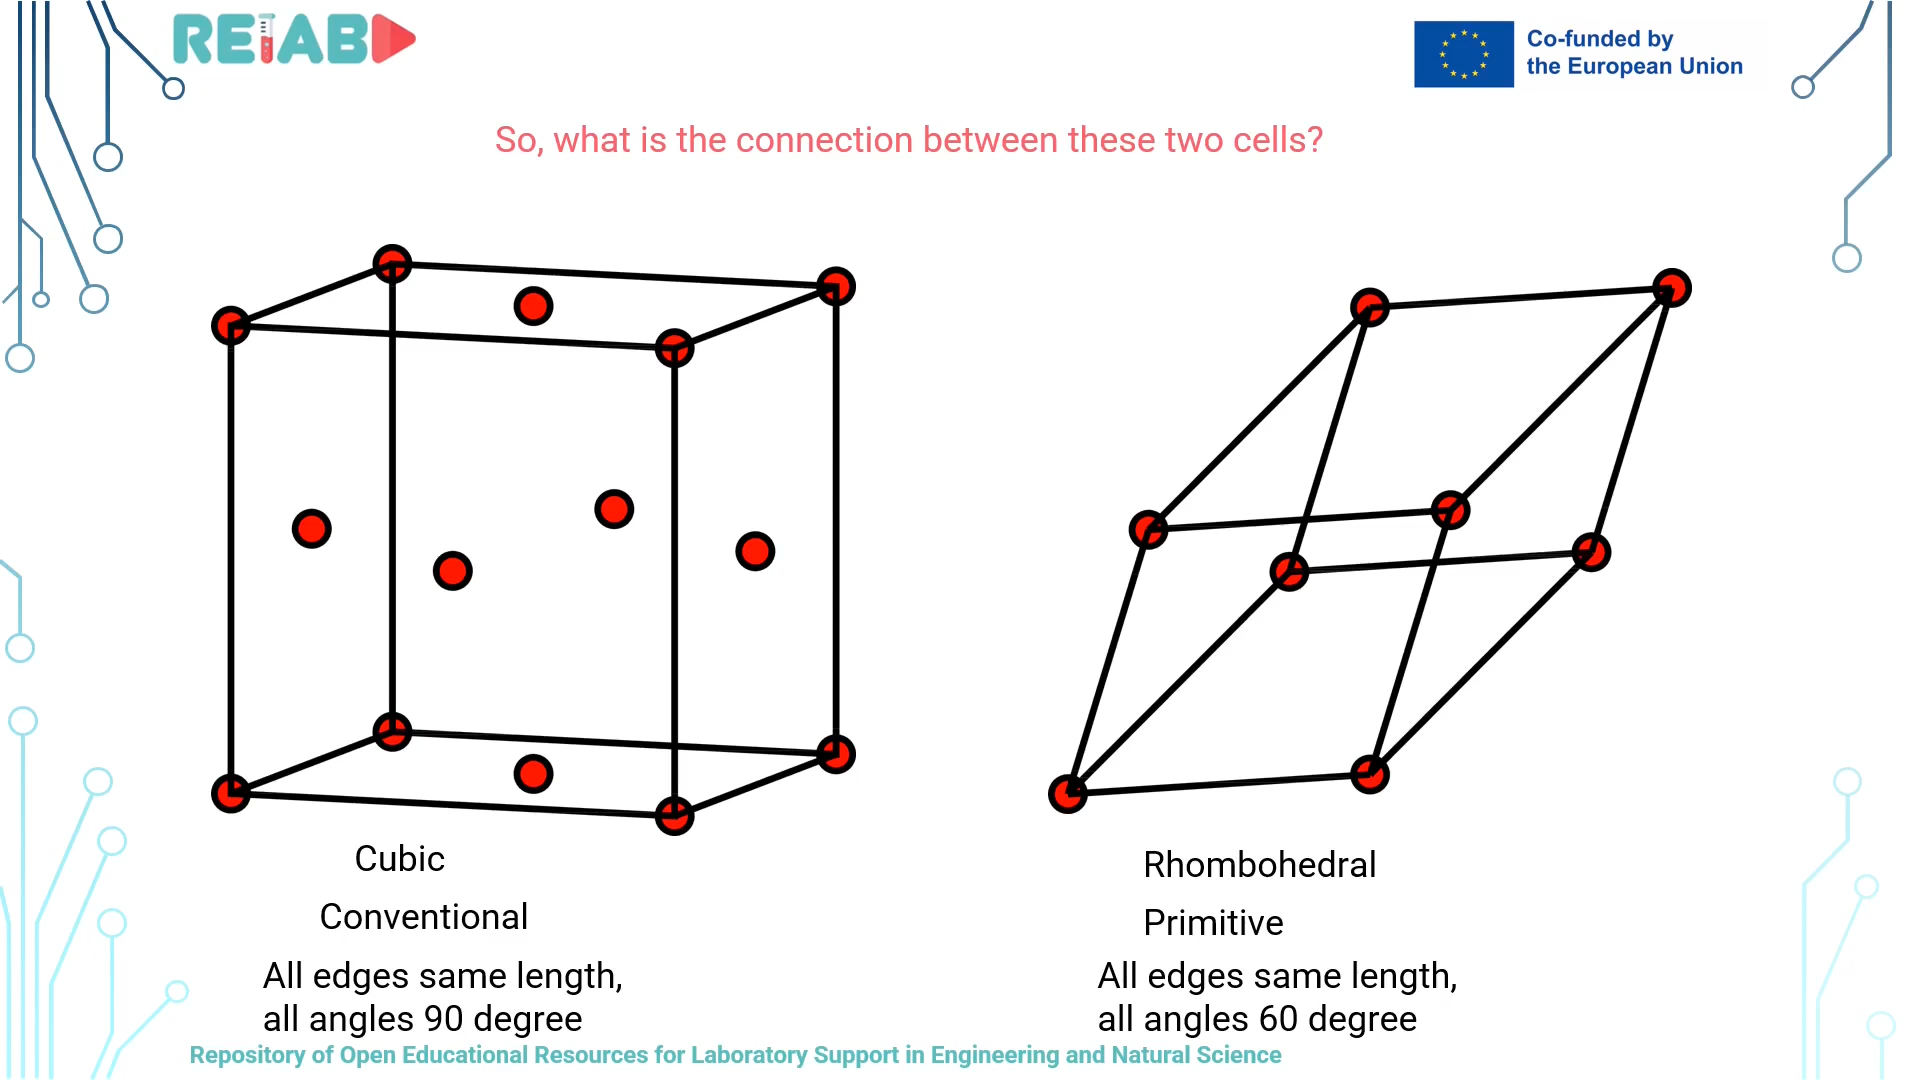 RELAB
Co-funded by
the European Union
So, what is the connection between these two cells?
Cubic
Conventional
All edges same length,
all angles 90 degree
Rhombohedral
Primitive
All edges same length,
all angles 60 degree
Repository of Open Educational Resources for Laboratory Support in Engineering and Natural Science